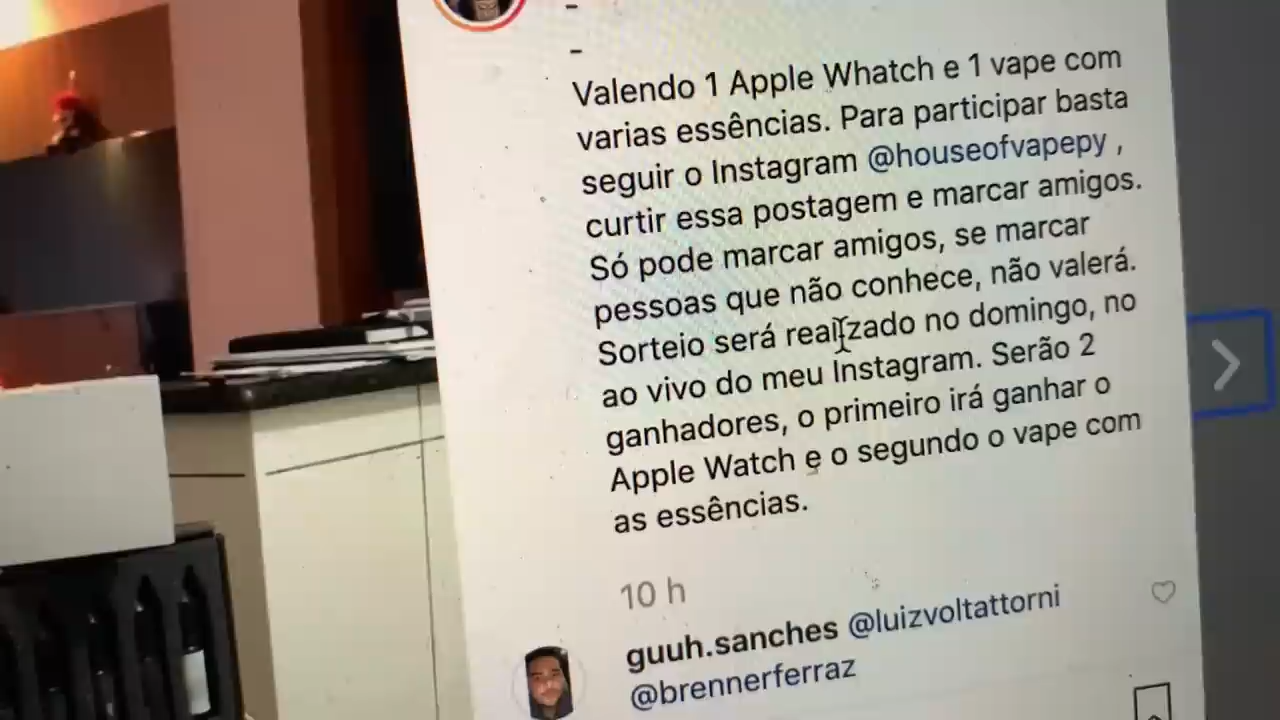 -
-
Valendo 1 Apple Whatch e 1 vape com
varias essências. Para participar basta
seguir o Instagram @houseofvapepy ,
curtir essa postagem e marcar amigos.
Só pode marcar amigos, se marcar
pessoas que não conhece, não valerá.
Sorteio será realizado no domingo, no
ao vivo do meu Instagram. Serão 2
ganhadores, o primeiro irá ganhar o
Apple Watch e o segundo o vape com
as essências.
10 h
guuh.sanches @luizvoltattorni
@brennerferraz